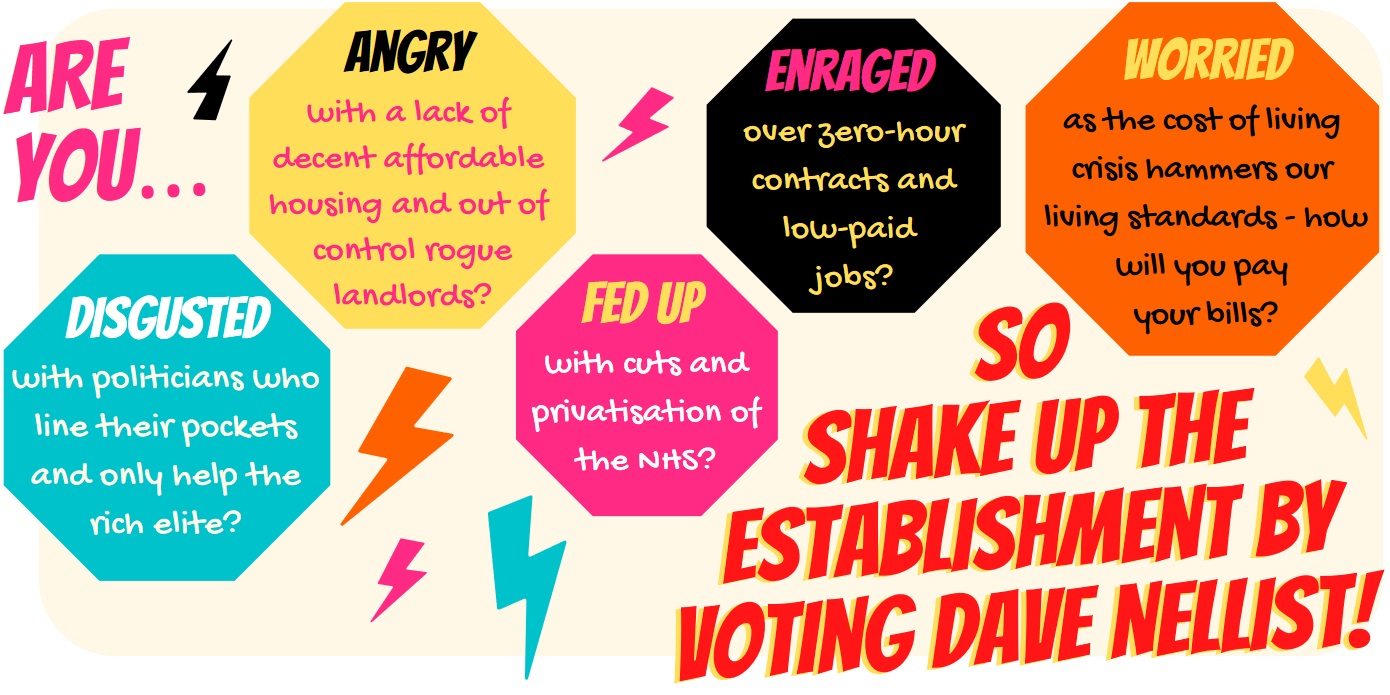 ARE
YOU...
ANGRY
with a lack of
decent affordable
housing and out of
control rogue
landlords?
ENRAGED
over zero-hour
contracts and
low-paid
jobs?
WORRIED
as the cost of living
crisis hammers our
living standards - how
will you pay
your bills?
DISGUSTED
with politicians who
line their pockets
and only help the
rich elite?
FED UP
with cuts and
privatisation of
the NHS?
SO
SHAKE UP THE
ESTABLISHMENT BY
VOTING DAVE NELLIST!